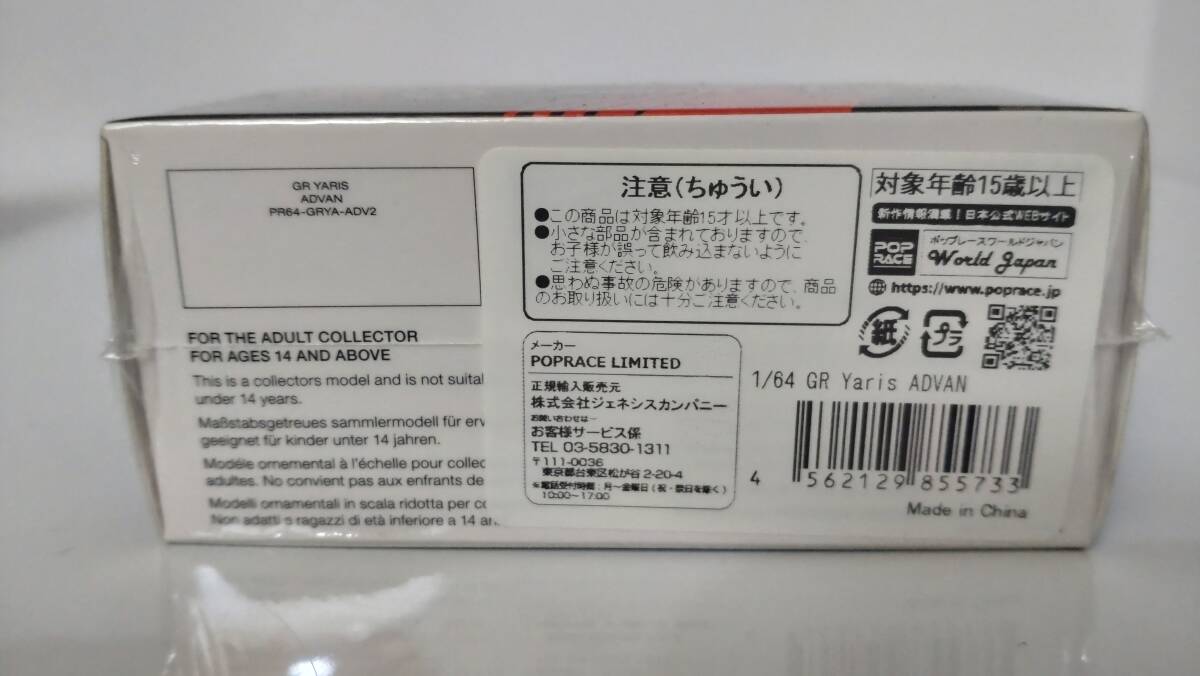 GR YARIS
ADVAN
PR64-GRYA-ADV2
FOR THE ADULT COLLECTOR
FOR AGES 14 AND ABOVE
This is a collectors model and is not suital
under 14 years.
Maßstabsgetreues sammlermodell für erv
geeignet für kinder unter 14 jahren.
Modéle ornemental à l'échelle pour collec
adultes. No convient pas aux enfants de
Modelli ornamentali in scala ridotta per co
Non adatti a ragazzi di età inferiore a 14 an
注意(ちゅうい)
●この商品は対象年齢15才以上です。
●小さな部品が含まれておりますので、
お子様が誤って飲み込まないように
ご注意ください。
●思わぬ事故の危険がありますので、商品
のお取り扱いには十分ご注意ください。
メーカー
POPRACE LIMITED
正規輸入販売元
株式会社ジェネシスカンパニー
お問い合わせは…
お客様サービス係
TEL 03-5830-1311
〒111-0036
東京都台東区松が谷 2-20-4
※電話受付時間:月~金曜日(祝・祭日を除く)
10:00~17:00
対象年齢15歳以上
新作情報満載!日本公式WEBサイト
POP
RACE
ポップレースワールドジャパン
World Japan
https://www.poprace.jp
紙
プラ
1/64 GR Yaris ADVAN
4 562129 855733
Made in China